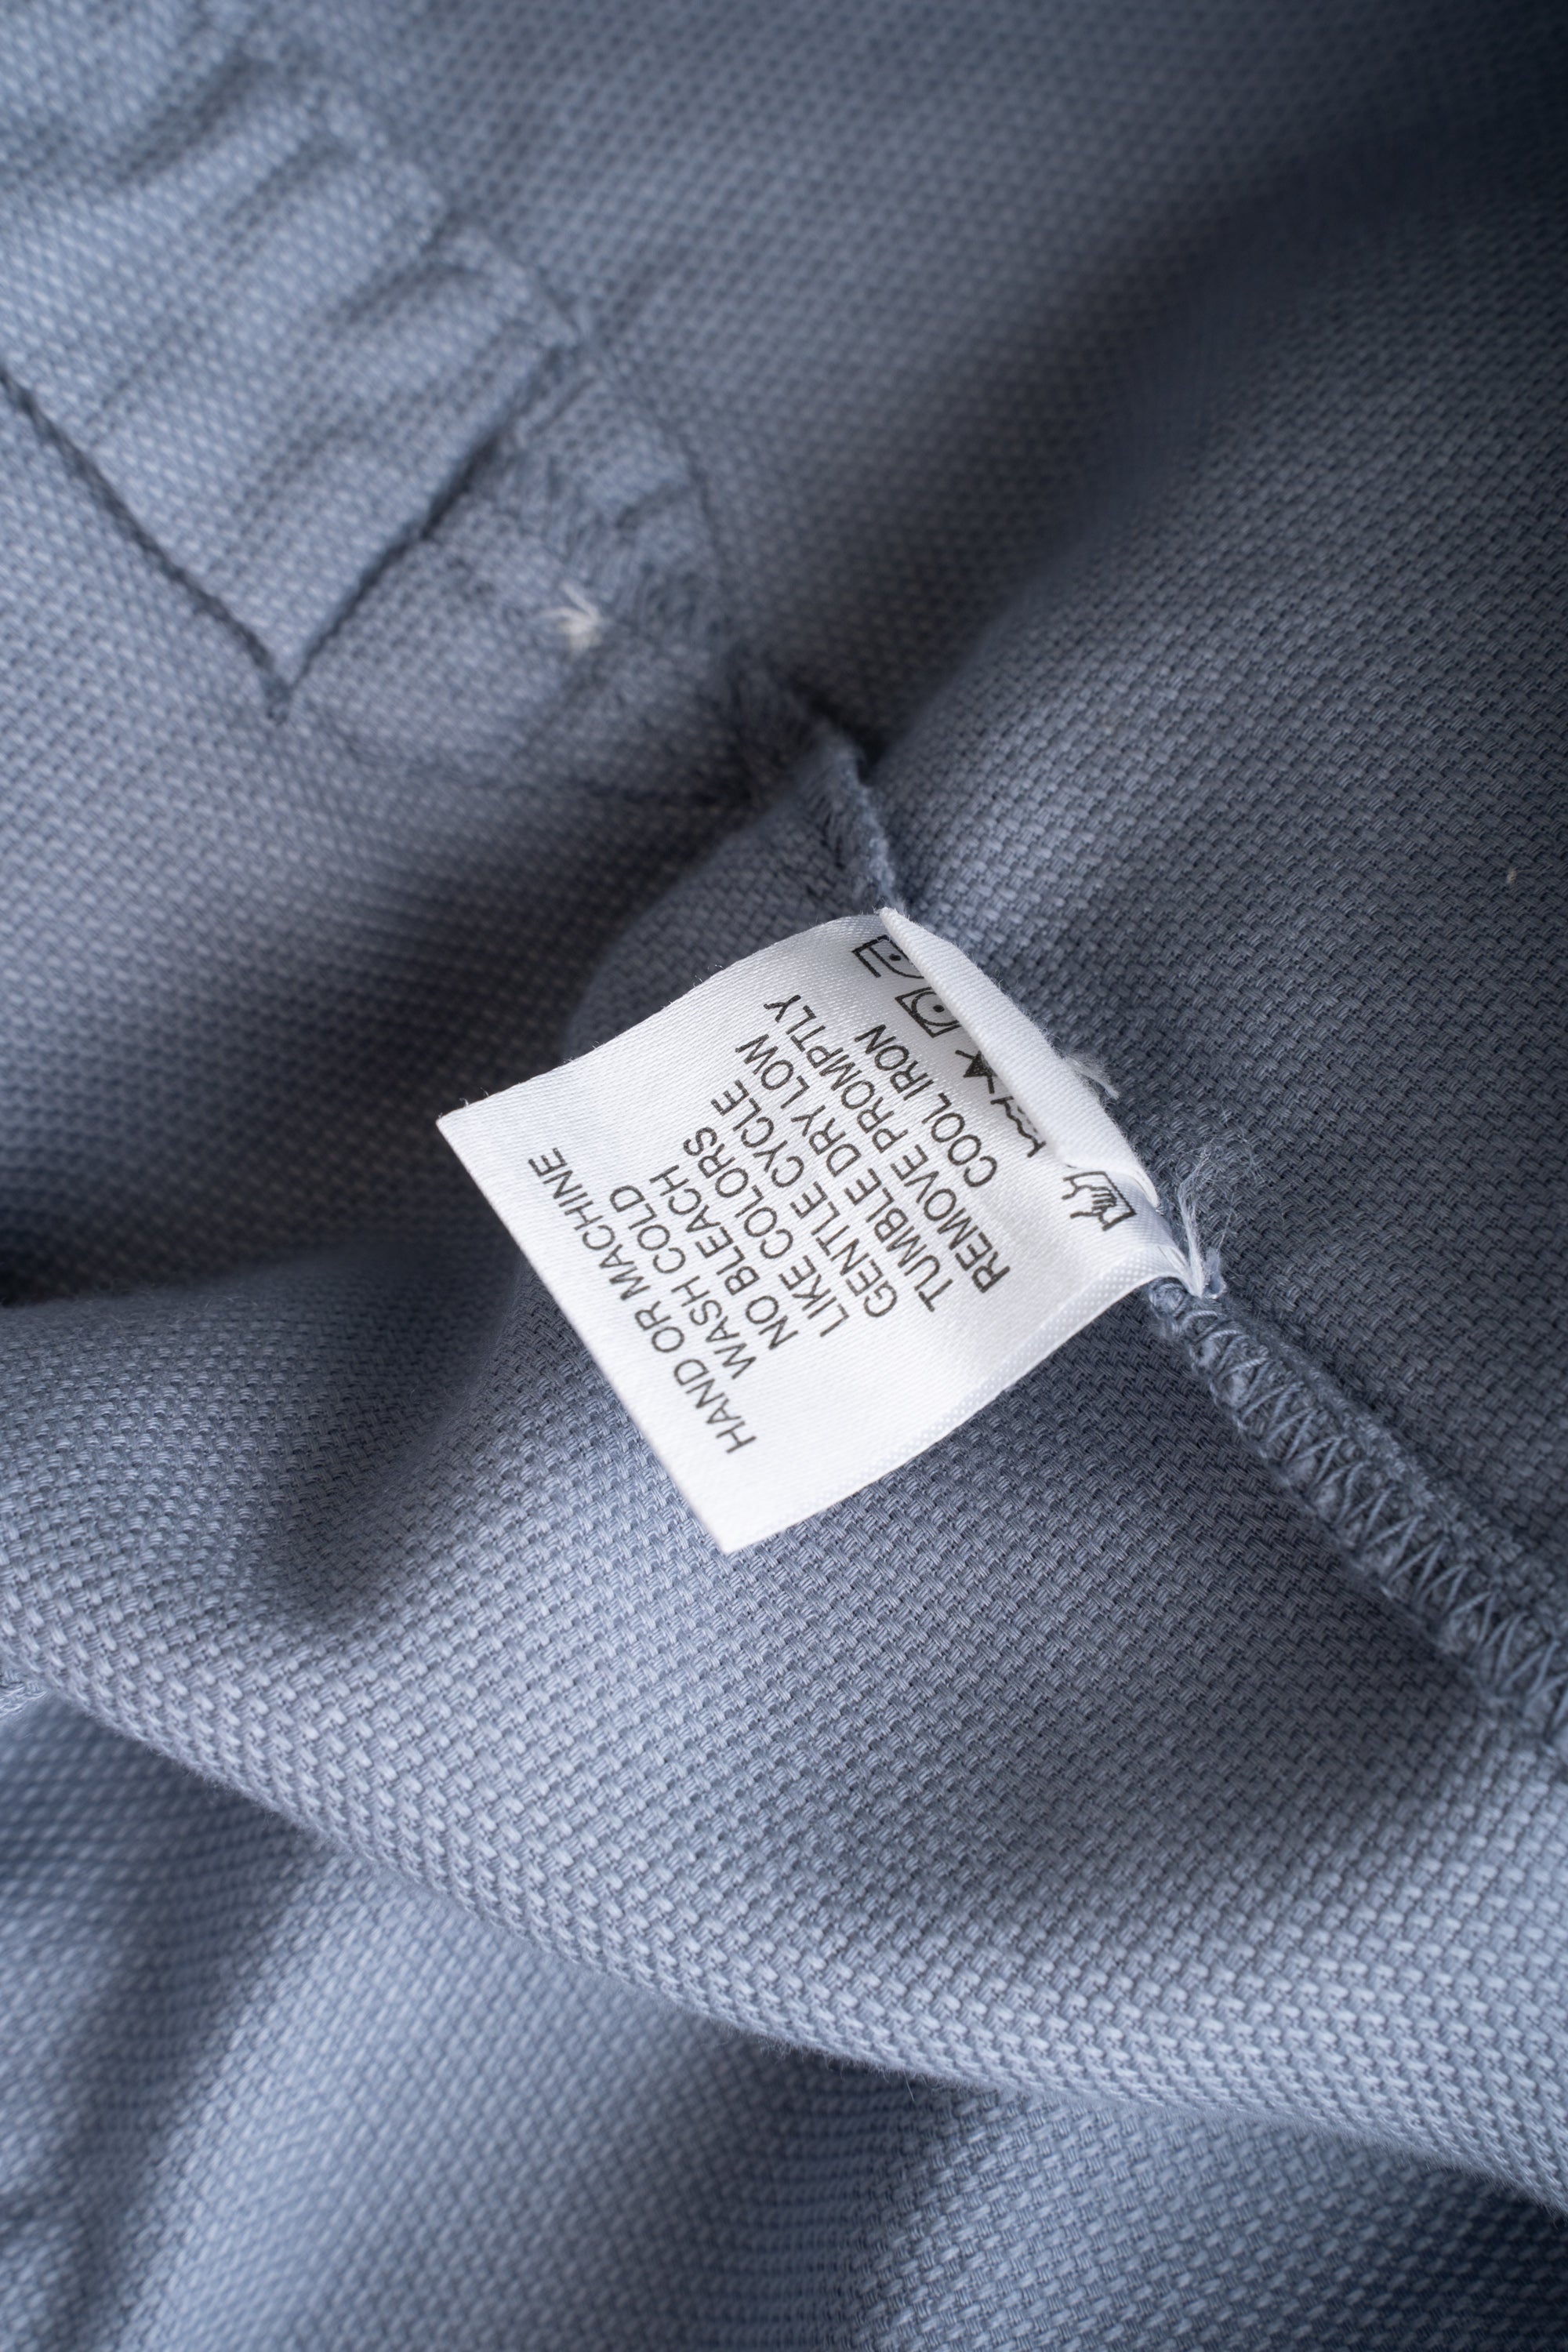 HAND OR MACHINE
WASH COLD
NO BLEACH
LIKE COLORS
GENTLE CYCLE
TUMBLE DRY LOW
REMOVE PROMPTLY
COOL IRON